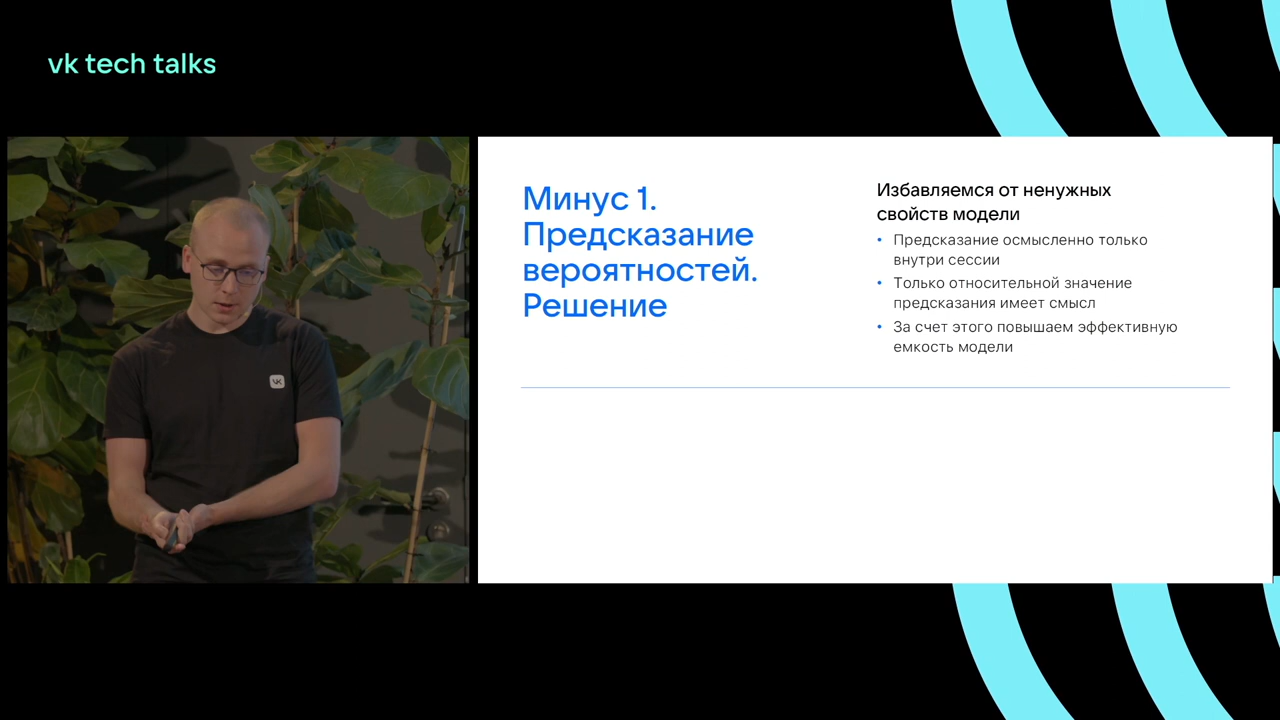 vk tech talks
Минус 1.
Предсказание
вероятностей.
Решение
Избавляемся от ненужных
свойств модели
• Предсказание осмысленно только
внутри сессии
• Только относительной значение
предсказания имеет смысл
• За счет этого повышаем эффективную
емкость модели
VK